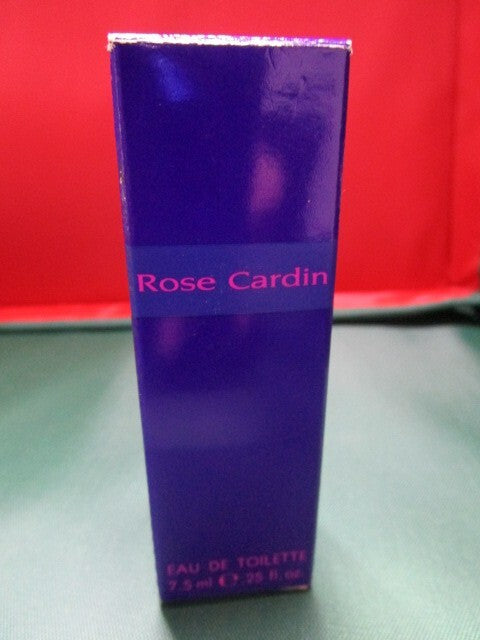 Rose Cardin
EAU DE TOILETTE
7.5 ml ℮ .25 fl. oz.